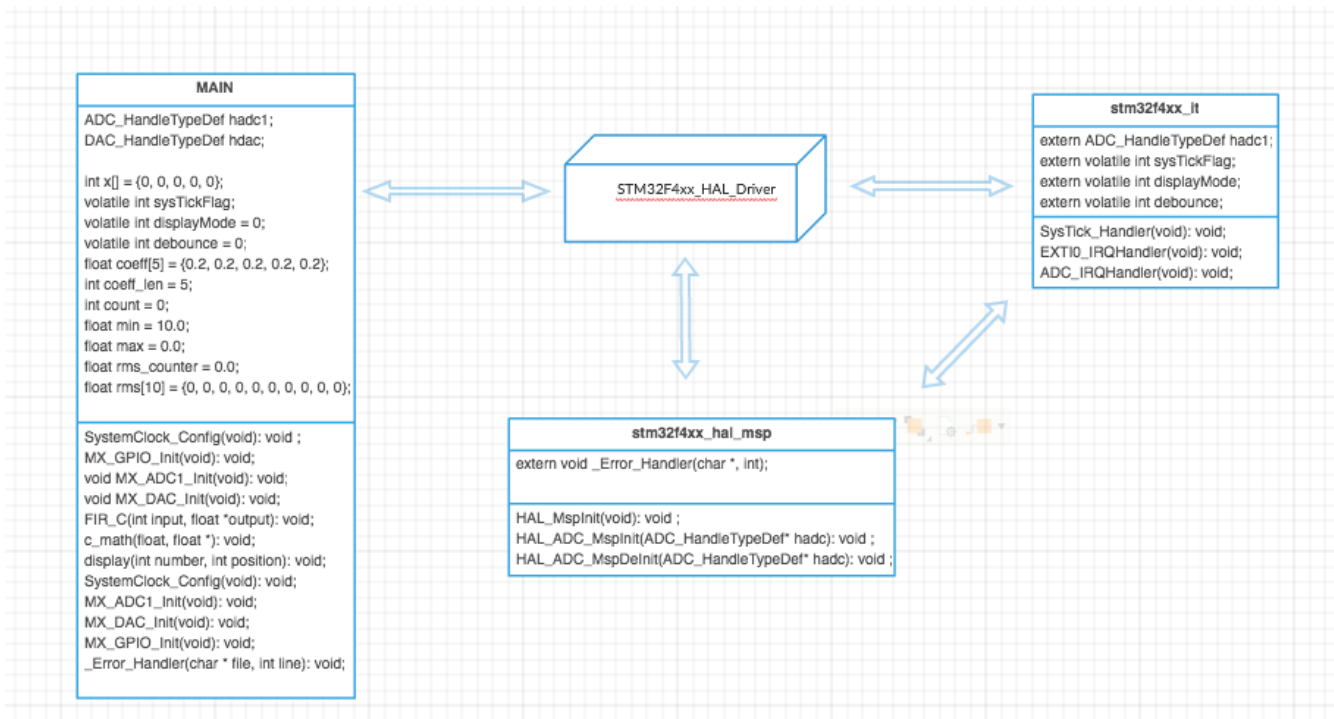 MAIN
ADC_HandleTypeDef hadc1;
DAC_HandleTypeDef hdac;
int x[] = {0, 0, 0, 0, 0};
volatile int sysTickFlag;
volatile int displayMode = 0;
volatile int debounce = 0;
float coeff[5] = {0.2, 0.2, 0.2, 0.2, 0.2};
int coeff_len = 5;
int count = 0;
float min = 10.0;
float max = 0.0;
float rms_counter = 0.0;
float rms[10] = {0, 0, 0, 0, 0, 0, 0, 0, 0, 0};
SystemClock_Config(void): void ;
MX_GPIO_Init(void): void;
void MX_ADC1_Init(void): void;
void MX_DAC_Init(void): void;
FIR_C(int input, float *output): void;
c_math(float, float *): void;
display(int number, int position): void;
SystemClock_Config(void): void;
MX_ADC1_Init(void): void;
MX_DAC_Init(void): void;
MX_GPIO_Init(void): void;
_Error_Handler(char * file, int line): void;
STM32F4xx_HAL_Driver
stm32f4xx_it
extern ADC_HandleTypeDef hadc1;
extern volatile int sysTickFlag;
extern volatile int displayMode;
extern volatile int debounce;
SysTick_Handler(void): void;
EXTI0_IRQHandler(void): void;
ADC_IRQHandler(void): void;
stm32f4xx_hal_msp
extern void _Error_Handler(char *, int);
HAL_MspInit(void): void ;
HAL_ADC_MspInit(ADC_HandleTypeDef* hadc): void ;
HAL_ADC_MspDeInit(ADC_HandleTypeDef* hadc): void ;